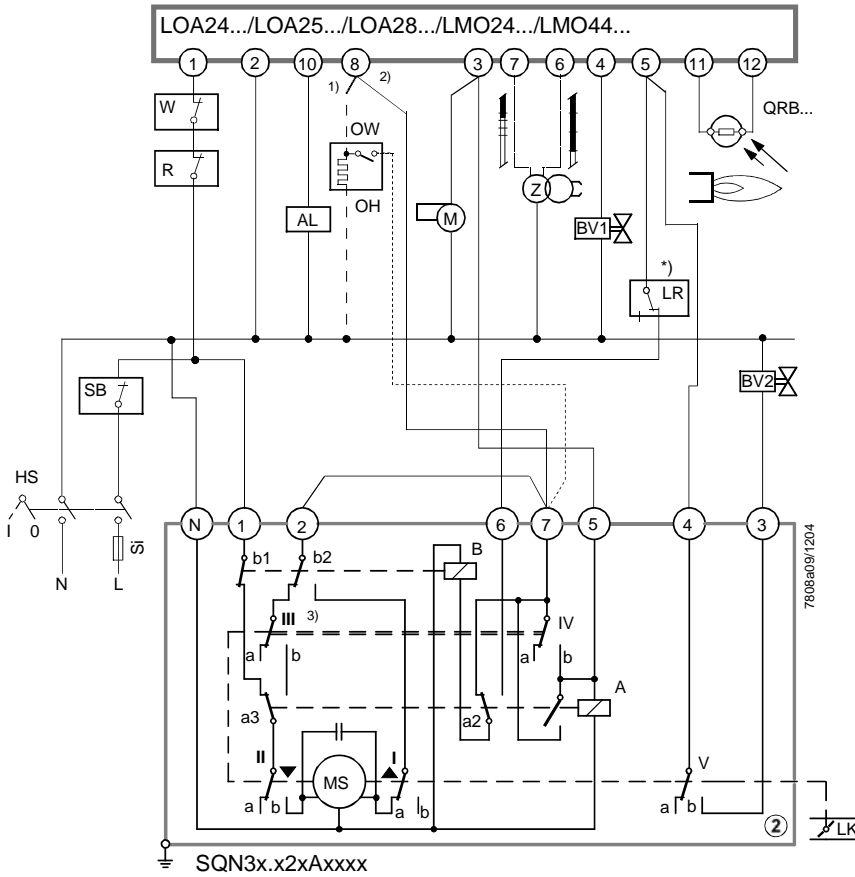 LOA24.../LOA25.../LOA28.../LMO24.../LMO44...
1 2 10 8 3 7 6 4 5 11 12
1) 2)
W
QRB...
OW
R
OH
AL
M
Z
BV1
*)
LR
SB
BV2
HS
I 0
Si
N L
N 1 2 6 7 5 4 3
b1 b2 B
III 3) IV
a b a b
A
a3 a2
II I V
MS
a b a b a b
2
LK
7808a09/1204
SQN3x.x2xAxxxx